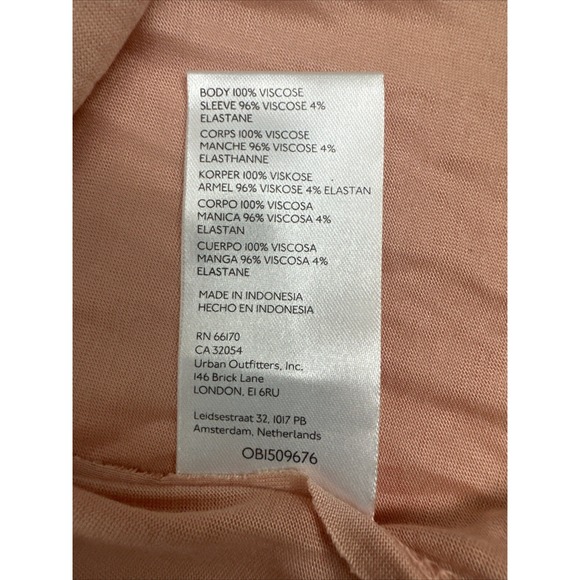 BODY 100% VISCOSE
SLEEVE 96% VISCOSE 4%
ELASTANE
CORPS 100% VISCOSE
MANCHE 96% VISCOSE 4%
ELASTHANNE
KORPER 100% VISKOSE
ARMEL 96% VISKOSE 4% ELASTAN
CORPO 100% VISCOSA
MANICA 96% VISCOSA 4%
ELASTAN
CUERPO 100% VISCOSA
MANGA 96% VISCOSA 4%
ELASTANE
MADE IN INDONESIA
HECHO EN INDONESIA
RN 66170
CA 32054
Urban Outfitters, Inc.
146 Brick Lane
LONDON, E1 6RU
Leidsestraat 32, 1017 PB
Amsterdam, Netherlands
OB1509676